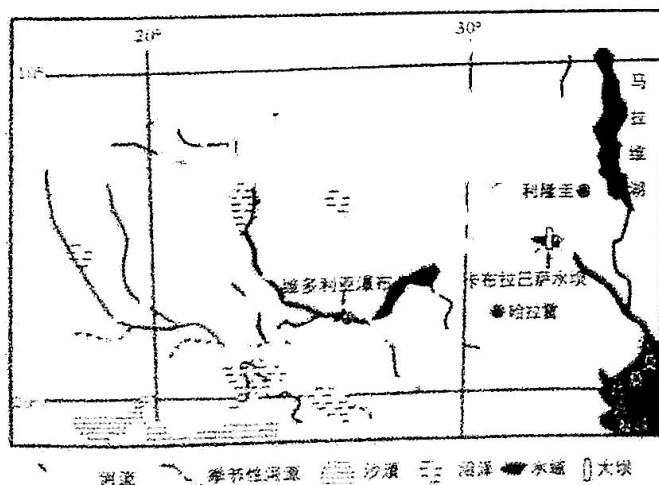 20°
30°
10°
马拉维湖
利隆圭
维多利亚瀑布
卡布拉巴萨水坝
哈拉雷
河流 季节性河流 沙漠 沼泽 水域 大坝